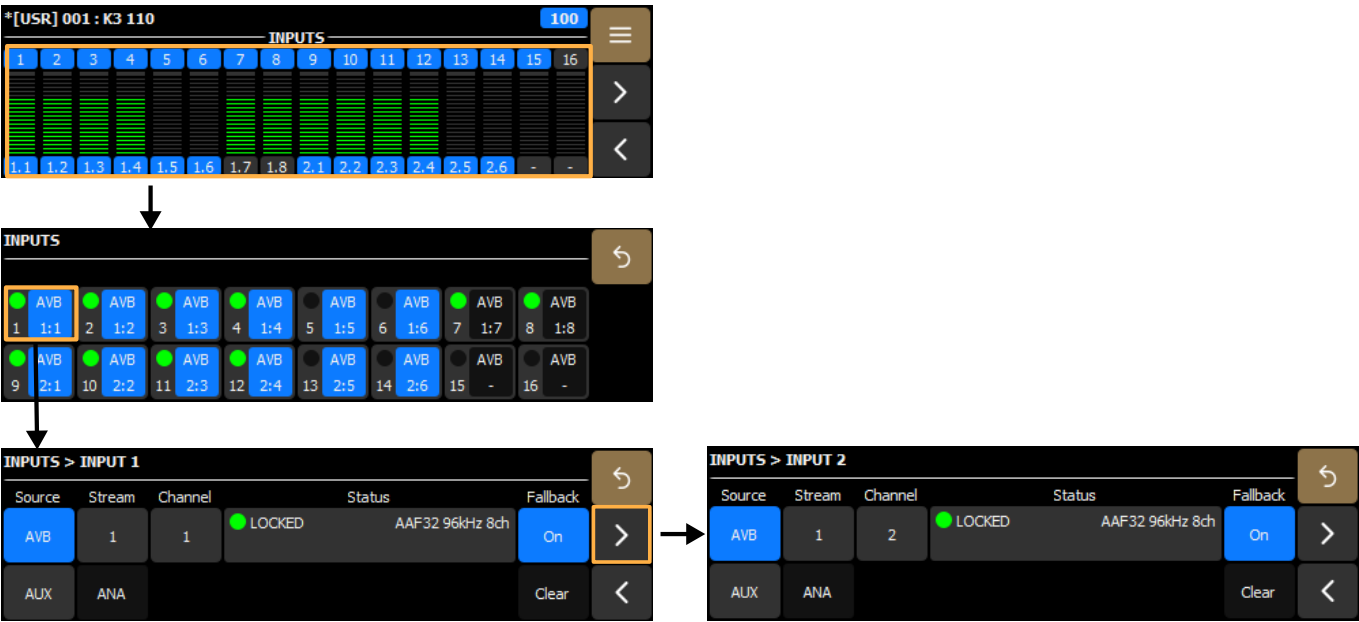 *[USR] 001 : K3 110 100
INPUTS
1 2 3 4 5 6 7 8 9 10 11 12 13 14 15 16
1.1 1.2 1.3 1.4 1.5 1.6 1.7 1.8 2.1 2.2 2.3 2.4 2.5 2.6 - -
INPUTS
AVB AVB AVB AVB AVB AVB AVB AVB
1 1:1 2 1:2 3 1:3 4 1:4 5 1:5 6 1:6 7 1:7 8 1:8
AVB AVB AVB AVB AVB AVB AVB AVB
9 2:1 10 2:2 11 2:3 12 2:4 13 2:5 14 2:6 15 - 16 -
INPUTS > INPUT 1
Source Stream Channel Status Fallback
LOCKED AAF32 96kHz 8ch
AVB 1 1 On
AUX ANA Clear
INPUTS > INPUT 2
Source Stream Channel Status Fallback
LOCKED AAF32 96kHz 8ch
AVB 1 2 On
AUX ANA Clear